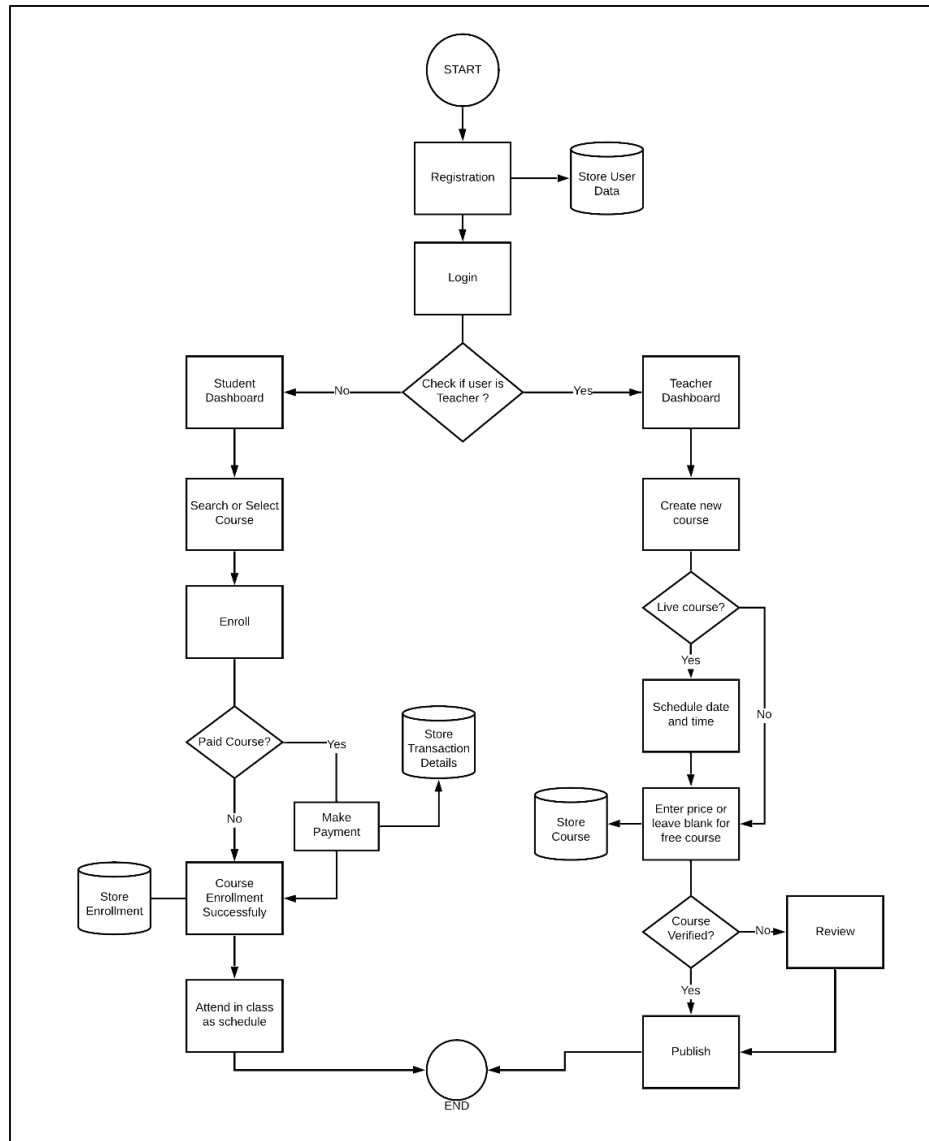 START
Registration
Store User
Data
Login
Student
Dashboard
No
Check if user is
Teacher ?
Yes
Teacher
Dashboard
Search or Select
Course
Create new
course
Enroll
Live course?
Yes
Schedule date
and time
No
Paid Course?
Yes
Store
Transaction
Details
No
Make
Payment
Store
Course
Enter price or
leave blank for
free course
Store
Enrollment
Course
Enrollment
Successfuly
Course
Verified?
No
Review
Yes
Attend in class
as schedule
Publish
END